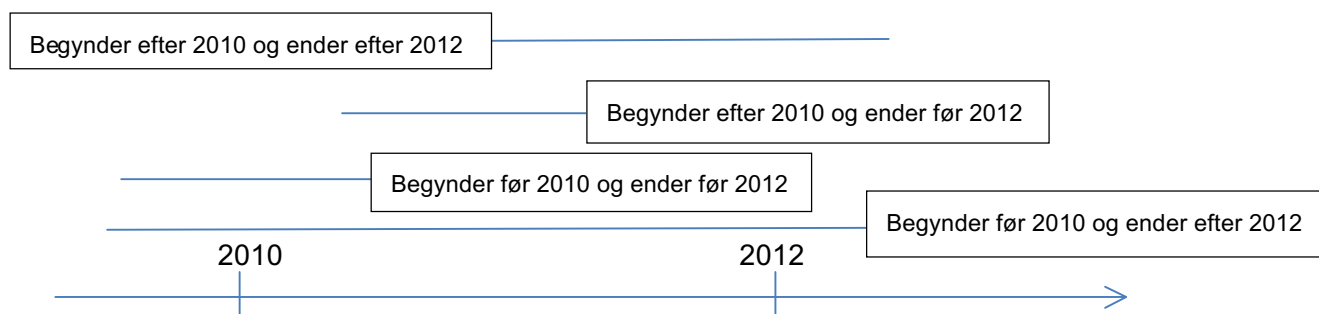 Begynder efter 2010 og ender efter 2012
Begynder efter 2010 og ender før 2012
Begynder før 2010 og ender før 2012
Begynder før 2010 og ender efter 2012
2010
2012